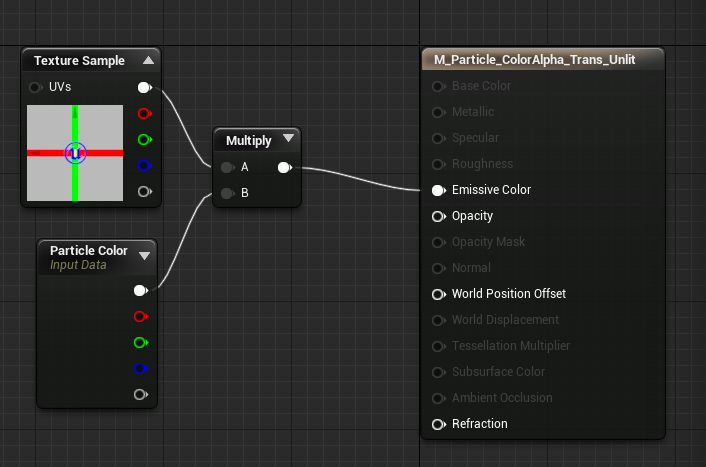 Texture Sample
UVs
Particle Color
Input Data
Multiply
A
B
M_Particle_ColorAlpha_Trans_Unlit
Base Color
Metallic
Specular
Roughness
Emissive Color
Opacity
Opacity Mask
Normal
World Position Offset
World Displacement
Tessellation Multiplier
Subsurface Color
Ambient Occlusion
Refraction